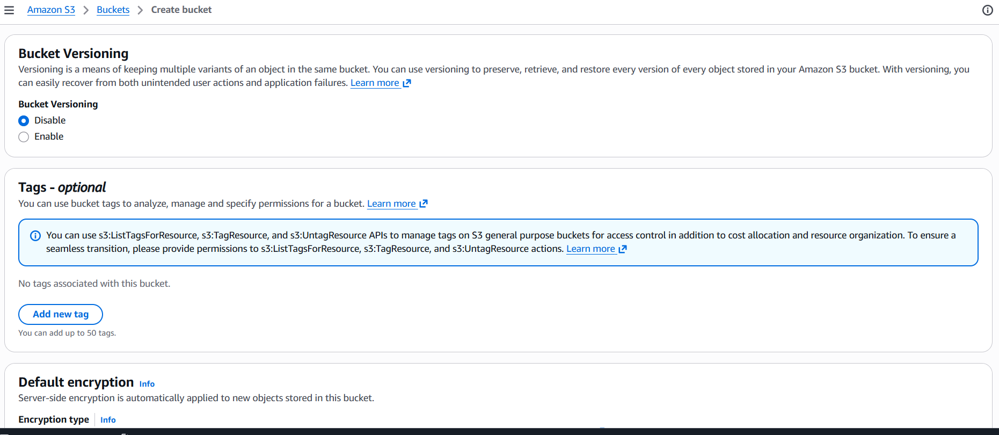 Amazon S3 > Buckets > Create bucket
Bucket Versioning
Versioning is a means of keeping multiple variants of an object in the same bucket. You can use versioning to preserve, retrieve, and restore every version of every object stored in your Amazon S3 bucket. With versioning, you
can easily recover from both unintended user actions and application failures. Learn more
Bucket Versioning
Disable
Enable
Tags - optional
You can use bucket tags to analyze, manage and specify permissions for a bucket. Learn more
You can use s3:ListTagsForResource, s3:TagResource, and s3:UntagResource APIs to manage tags on S3 general purpose buckets for access control in addition to cost allocation and resource organization. To ensure a
seamless transition, please provide permissions to s3:ListTagsForResource, s3:TagResource, and s3:UntagResource actions. Learn more
No tags associated with this bucket.
Add new tag
You can add up to 50 tags.
Default encryption Info
Server-side encryption is automatically applied to new objects stored in this bucket.
Encryption type Info